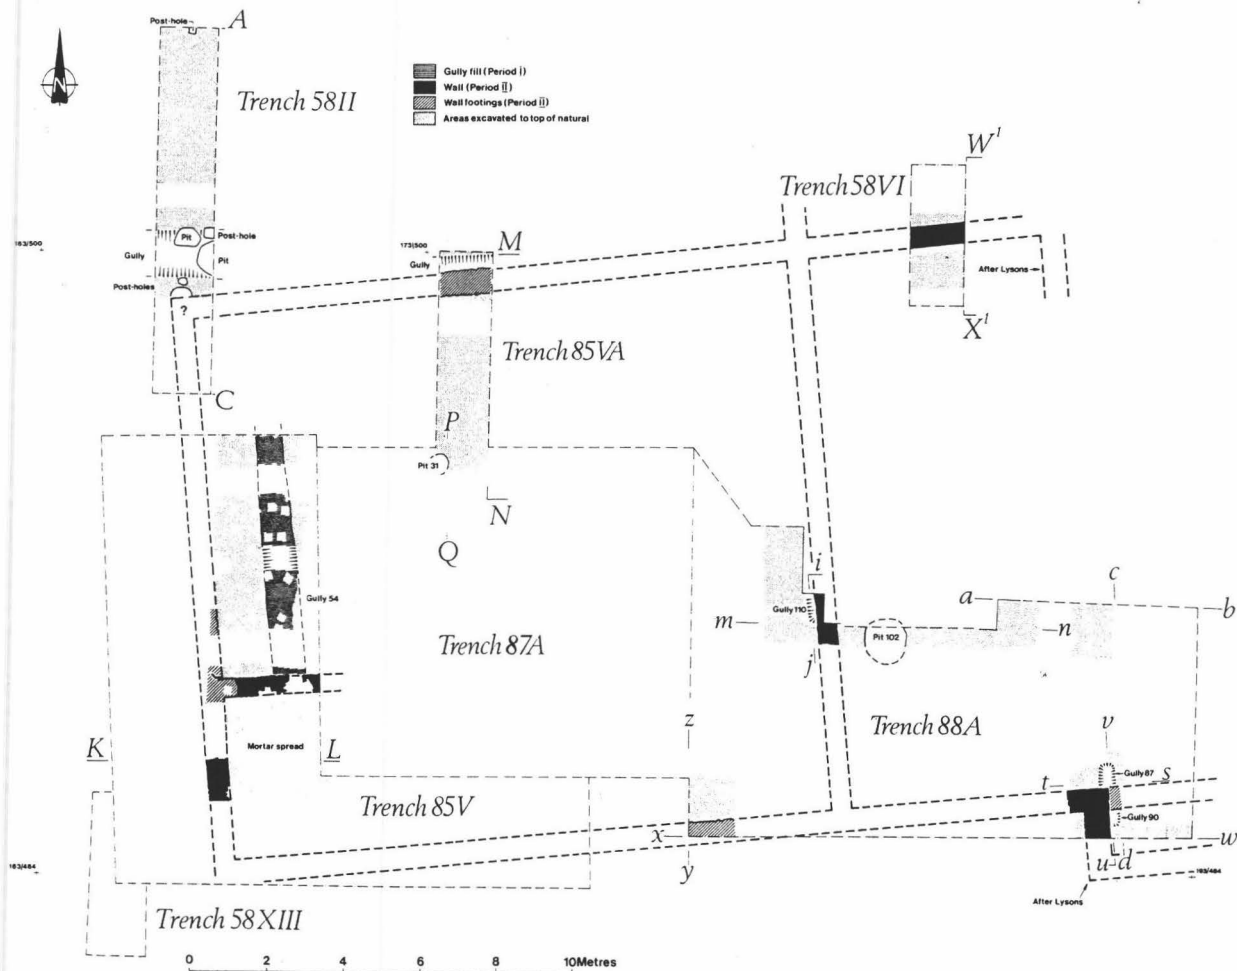 Post-hole
A
N
Trench 58II
Gully fill (Period i)
Wall (Period ii)
Wall footings (Period ii)
Areas excavated to top of natural
W¹
Trench 58VI
163/500
Pit
Post-hole
Gully
Pit
Post-holes
?
173/500
M
Gully
After Lysons
X¹
Trench 85VA
C
P
Pit 31
N
Q
Gully 54
i
c
a
b
Gully 110
m
n
Pit 102
j
Trench 87A
K
Mortar spread
L
z
Trench 88A
v
Gully 87
s
t
Trench 85V
Gully 90
x
w
y
u
d
163/484
193/484
After Lysons
Trench 58XIII
0 2 4 6 8 10 Metres